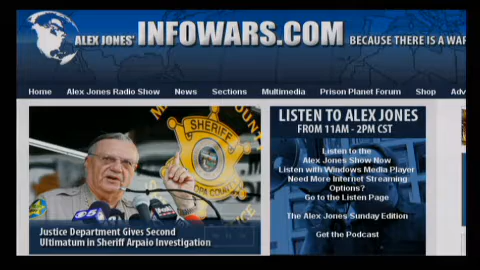 ALEX JONES' INFOWARS.COM BECAUSE THERE IS A WAR
Home Alex Jones Radio Show News Sections Multimedia Prison Planet Forum Shop Adv
SHERIFF
LISTEN TO ALEX JONES
FROM 11AM - 2PM CST
Listen to the
Alex Jones Show Now
Listen with Windows Media Player
Need More Internet Streaming
Options?
Go to the Listen Page
The Alex Jones Sunday Edition
Get the Podcast
5
Justice Department Gives Second
Ultimatum in Sheriff Arpaio Investigation